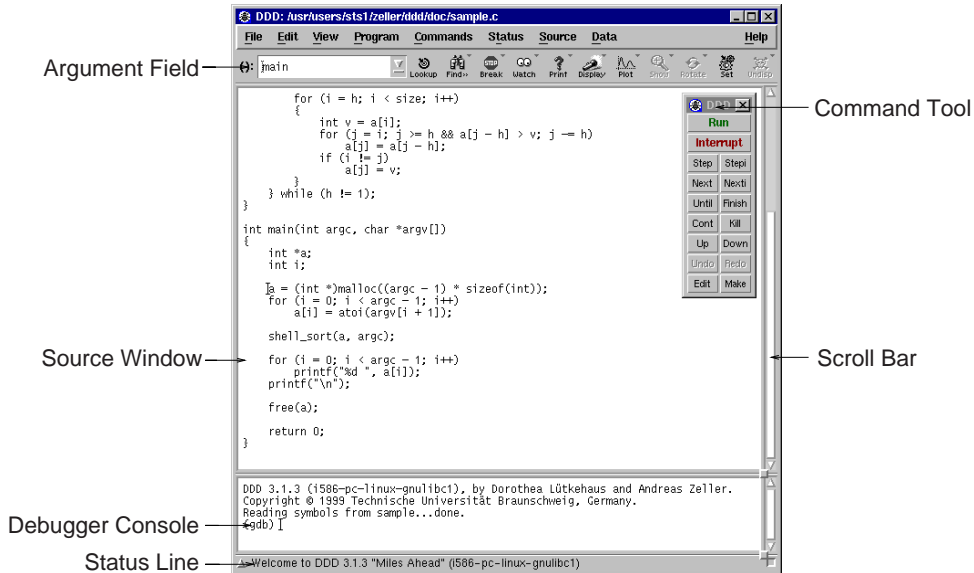 DDD: /usr/users/sts1/zeller/ddd/doc/sample.c
File Edit View Program Commands Status Source Data Help
Argument Field
(): main
Lookup Find>> Break Watch Print Display Plot Show Rotate Set Undisp
for (i = h; i < size; i++)
{
int v = a[i];
for (j = i; j >= h && a[j - h] > v; j -= h)
a[j] = a[j - h];
if (i != j)
a[j] = v;
}
} while (h != 1);
}
int main(int argc, char *argv[])
{
int *a;
int i;
a = (int *)malloc((argc - 1) * sizeof(int));
for (i = 0; i < argc - 1; i++)
a[i] = atoi(argv[i + 1]);
shell_sort(a, argc);
for (i = 0; i < argc - 1; i++)
printf("%d ", a[i]);
printf("\n");
free(a);
return 0;
}
DDD
Run
Interrupt
Step Stepi
Next Nexti
Until Finish
Cont Kill
Up Down
Undo Redo
Edit Make
Command Tool
Source Window
Scroll Bar
DDD 3.1.3 (i586-pc-linux-gnulibc1), by Dorothea Lütkehaus and Andreas Zeller.
Copyright © 1999 Technische Universität Braunschweig, Germany.
Reading symbols from sample...done.
Debugger Console
(gdb)
Status Line
Welcome to DDD 3.1.3 "Miles Ahead" (i586-pc-linux-gnulibc1)